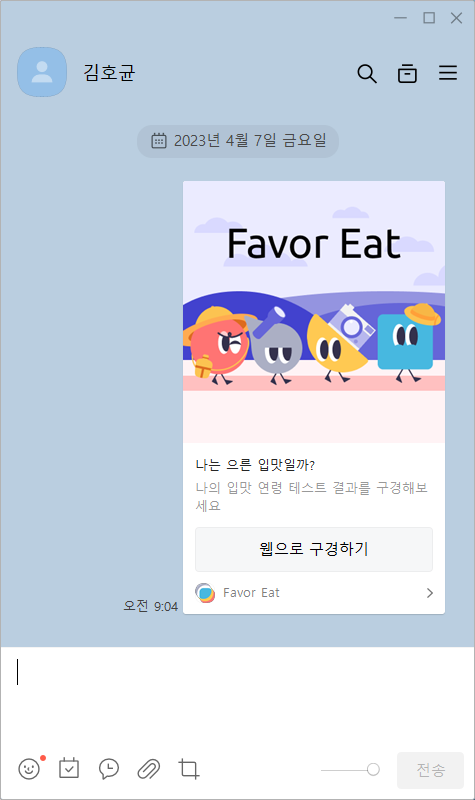 김호균
2023년 4월 7일 금요일
Favor Eat
나는 으른 입맛일까?
나의 입맛 연령 테스트 결과를 구경해보
세요
웹으로 구경하기
Favor Eat
오전 9:04
전송